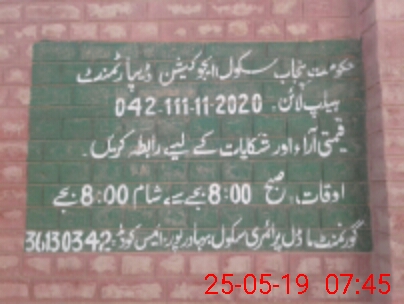 حکومت پنجاب سکول ایجوکیشن ڈیپارٹمنٹ
ہیلپ لائن. 042-111-11-2020
قیمتی آراء اور شکایات کے لیے رابطہ کریں.
اوقات، صبح 8:00 بجے سے، شام 8:00 بجے
گورنمنٹ ماڈل پرائمری سکول بہادر پور، ایمس کوڈ: 36130342
25-05-19 07:45